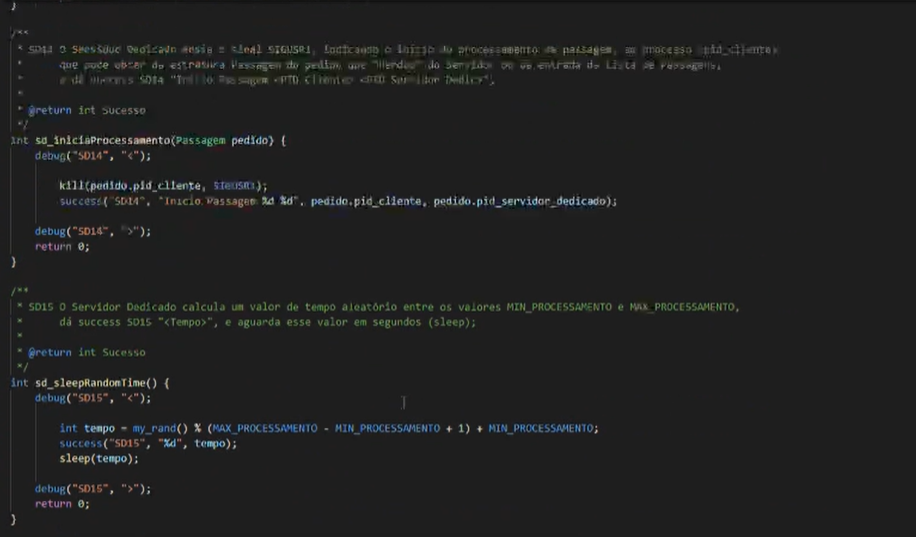 }
/**
* SD14 O Servidor Dedicado envia o sinal SIGUSR1, indicando o início do processamento da passagem, ao processo <pid_cliente>
* que pode obter da estrutura Passagem do pedido que "herdou" do Servidor ou da entrada da Lista de Passagens,
* e dá success SD14 "Início Passagem <PID Cliente> <PID Servidor Dedic>",
*
* @return int Sucesso
*/
int sd_iniciaProcessamento(Passagem pedido) {
debug("SD14", "<");
kill(pedido.pid_cliente, SIGUSR1);
success("SD14", "Início Passagem %d %d", pedido.pid_cliente, pedido.pid_servidor_dedicado);
debug("SD14", ">");
return 0;
}
/**
* SD15 O Servidor Dedicado calcula um valor de tempo aleatório entre os valores MIN_PROCESSAMENTO e MAX_PROCESSAMENTO,
* dá success SD15 "<Tempo>", e aguarda esse valor em segundos (sleep);
*
* @return int Sucesso
*/
int sd_sleepRandomTime() {
debug("SD15", "<");
int tempo = my_rand() % (MAX_PROCESSAMENTO - MIN_PROCESSAMENTO + 1) + MIN_PROCESSAMENTO;
success("SD15", "%d", tempo);
sleep(tempo);
debug("SD15", ">");
return 0;
}